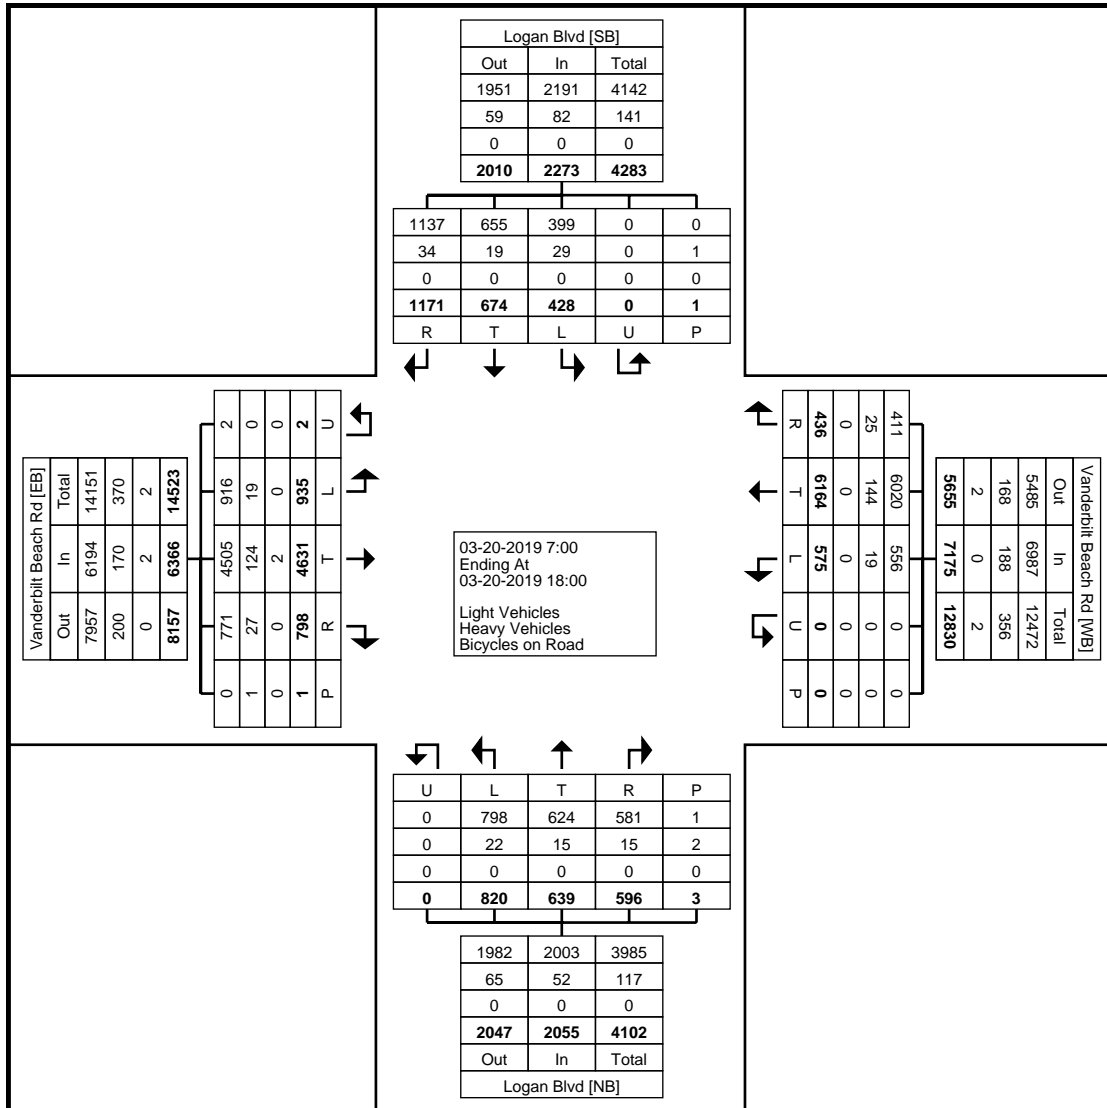 Logan Blvd [SB]
Out In Total
1951 2191 4142
59 82 141
0 0 0
2010 2273 4283
1137 655 399 0 0
34 19 29 0 1
0 0 0 0 0
1171 674 428 0 1
R T L U P
Vanderbilt Beach Rd [EB]
Total In Out
14151 6194 7957
370 170 200
2 2 0
14523 6366 8157
2 916 4505 771 0
0 19 124 27 1
0 0 2 0 0
2 935 4631 798 1
U L T R P
03-20-2019 7:00
Ending At
03-20-2019 18:00
Light Vehicles
Heavy Vehicles
Bicycles on Road
R T L U P
436 6164 575 0 0
0 0 0 0 0
25 144 19 0 0
411 6020 556 0 0
Vanderbilt Beach Rd [WB]
Out In Total
5485 6987 12472
168 188 356
2 0 2
5655 7175 12830
U L T R P
0 798 624 581 1
0 22 15 15 2
0 0 0 0 0
0 820 639 596 3
1982 2003 3985
65 52 117
0 0 0
2047 2055 4102
Out In Total
Logan Blvd [NB]